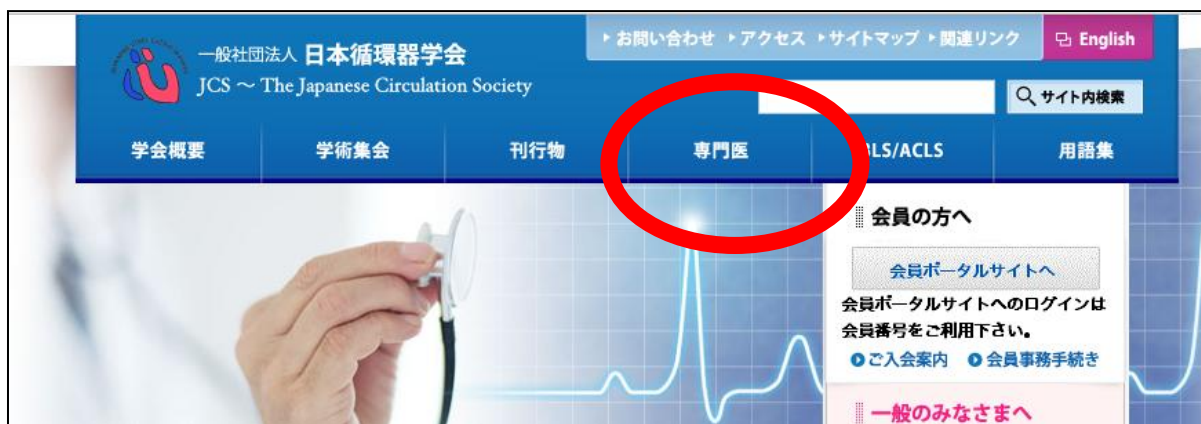 お問い合わせ アクセス サイトマップ 関連リンク English
一般社団法人 日本循環器学会
JCS ～ The Japanese Circulation Society
サイト内検索
学会概要 学術集会 刊行物 専門医 BLS/ACLS 用語集
会員の方へ
会員ポータルサイトへ
会員ポータルサイトへのログインは
会員番号をご利用下さい。
ご入会案内 会員事務手続き
一般のみなさまへ